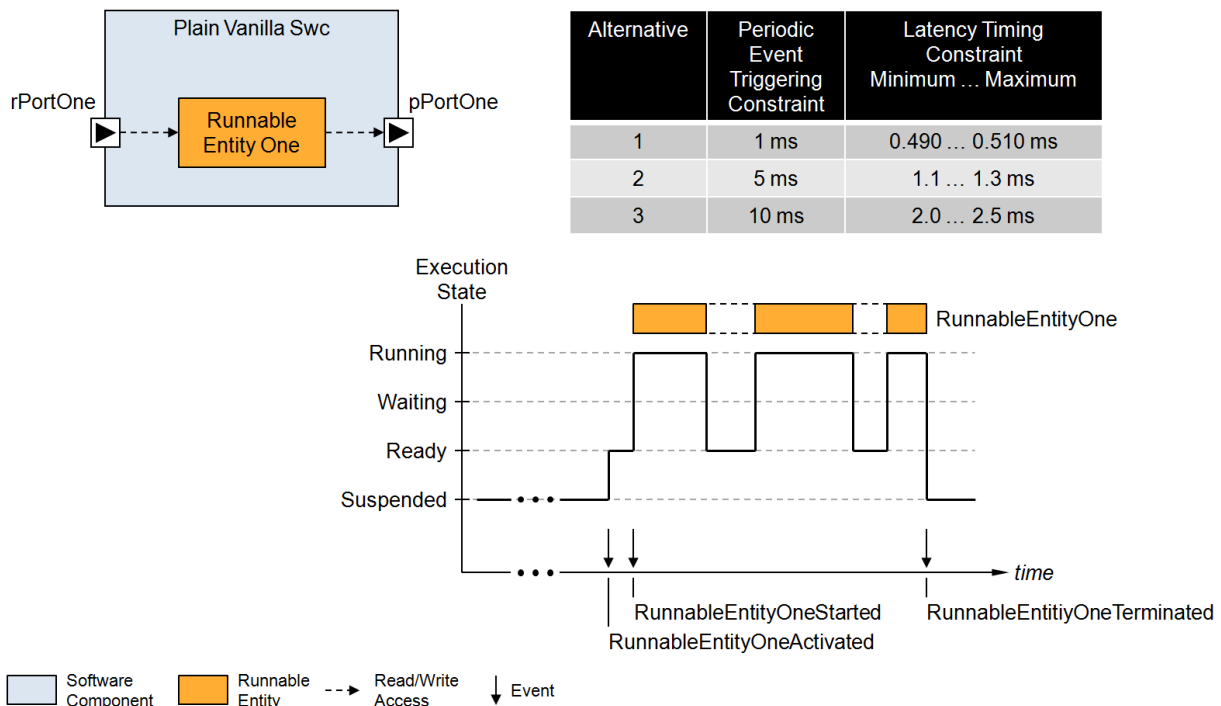 Plain Vanilla Swc
rPortOne
pPortOne
Runnable
Entity One
Alternative
Periodic
Event
Triggering
Constraint
Latency Timing
Constraint
Minimum … Maximum
1
1 ms
0.490 … 0.510 ms
2
5 ms
1.1 … 1.3 ms
3
10 ms
2.0 … 2.5 ms
Execution
State
RunnableEntityOne
Running
Waiting
Ready
Suspended
time
RunnableEntityOneStarted
RunnableEntitiyOneTerminated
RunnableEntityOneActivated
Software
Component
Runnable
Entity
Read/Write
Access
Event